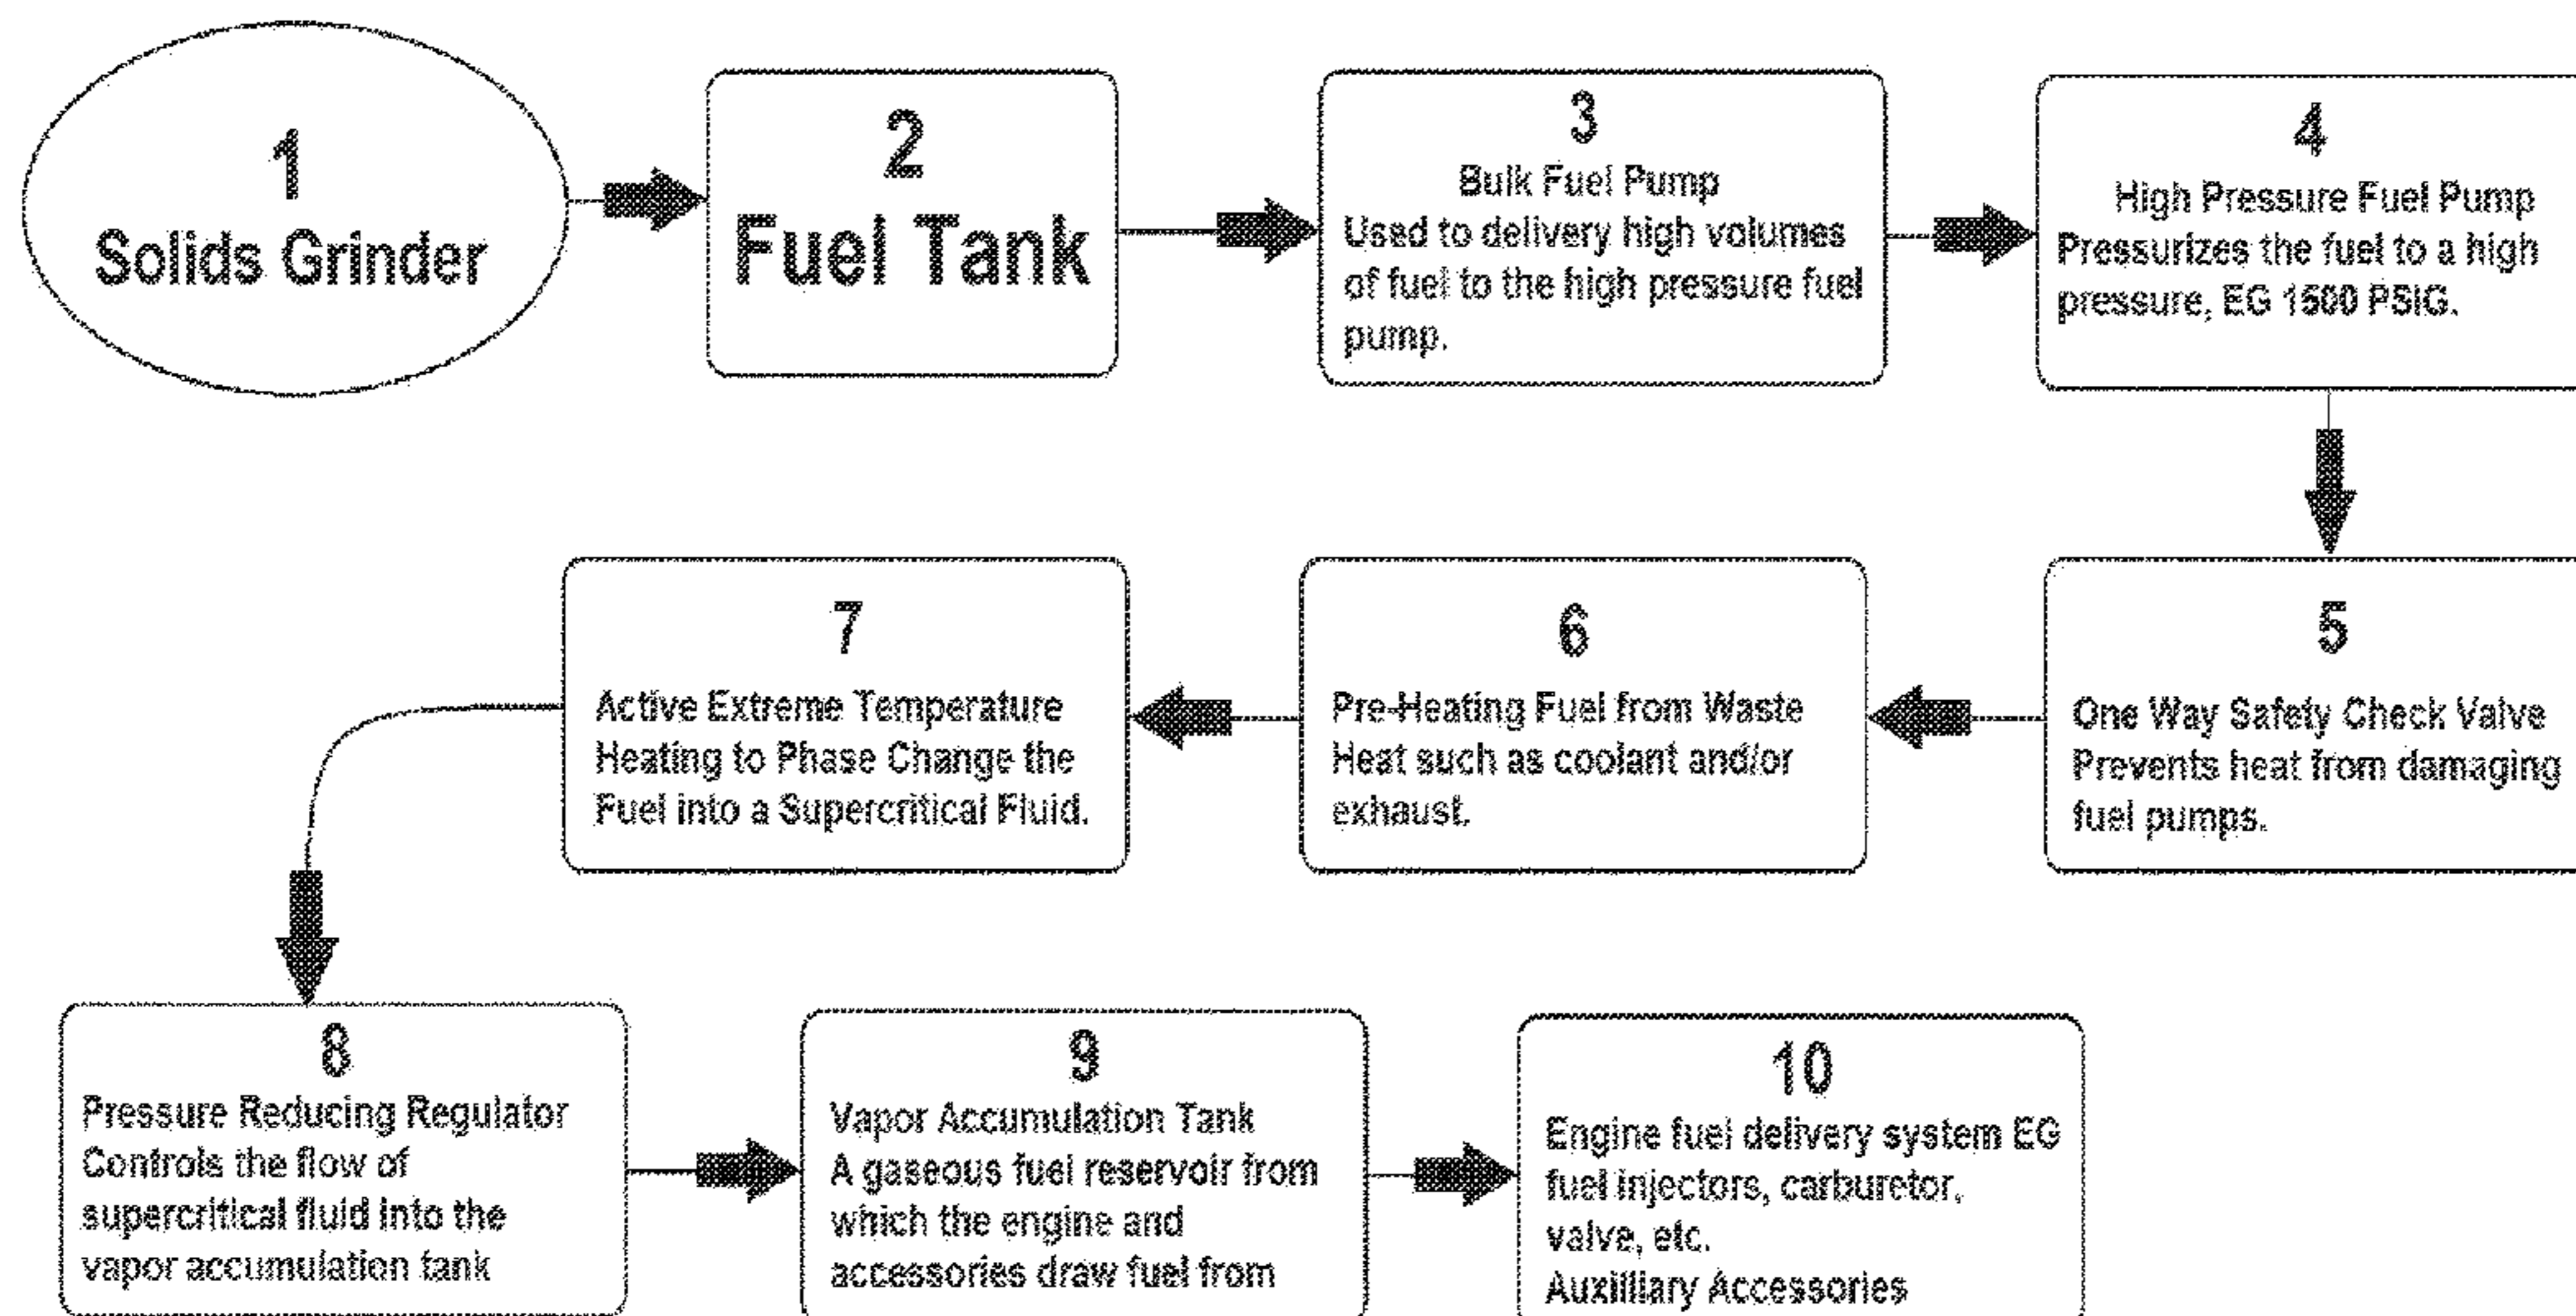 1
Solids Grinder
2
Fuel Tank
3
Bulk Fuel Pump
Used to delivery high volumes
of fuel to the high pressure fuel
pump.
4
High Pressure Fuel Pump
Pressurizes the fuel to a high
pressure, EG 1500 PSIG.
5
One Way Safety Check Valve
Prevents heat from damaging
fuel pumps.
6
Pre-Heating Fuel from Waste
Heat such as coolant and/or
exhaust.
7
Active Extreme Temperature
Heating to Phase Change the
Fuel into a Supercritical Fluid.
8
Pressure Reducing Regulator
Controls the flow of
supercritical fluid into the
vapor accumulation tank
9
Vapor Accumulation Tank
A gaseous fuel reservoir from
which the engine and
accessories draw fuel from
10
Engine fuel delivery system EG
fuel injectors, carburetor,
valve, etc.
Auxilliary Accessories